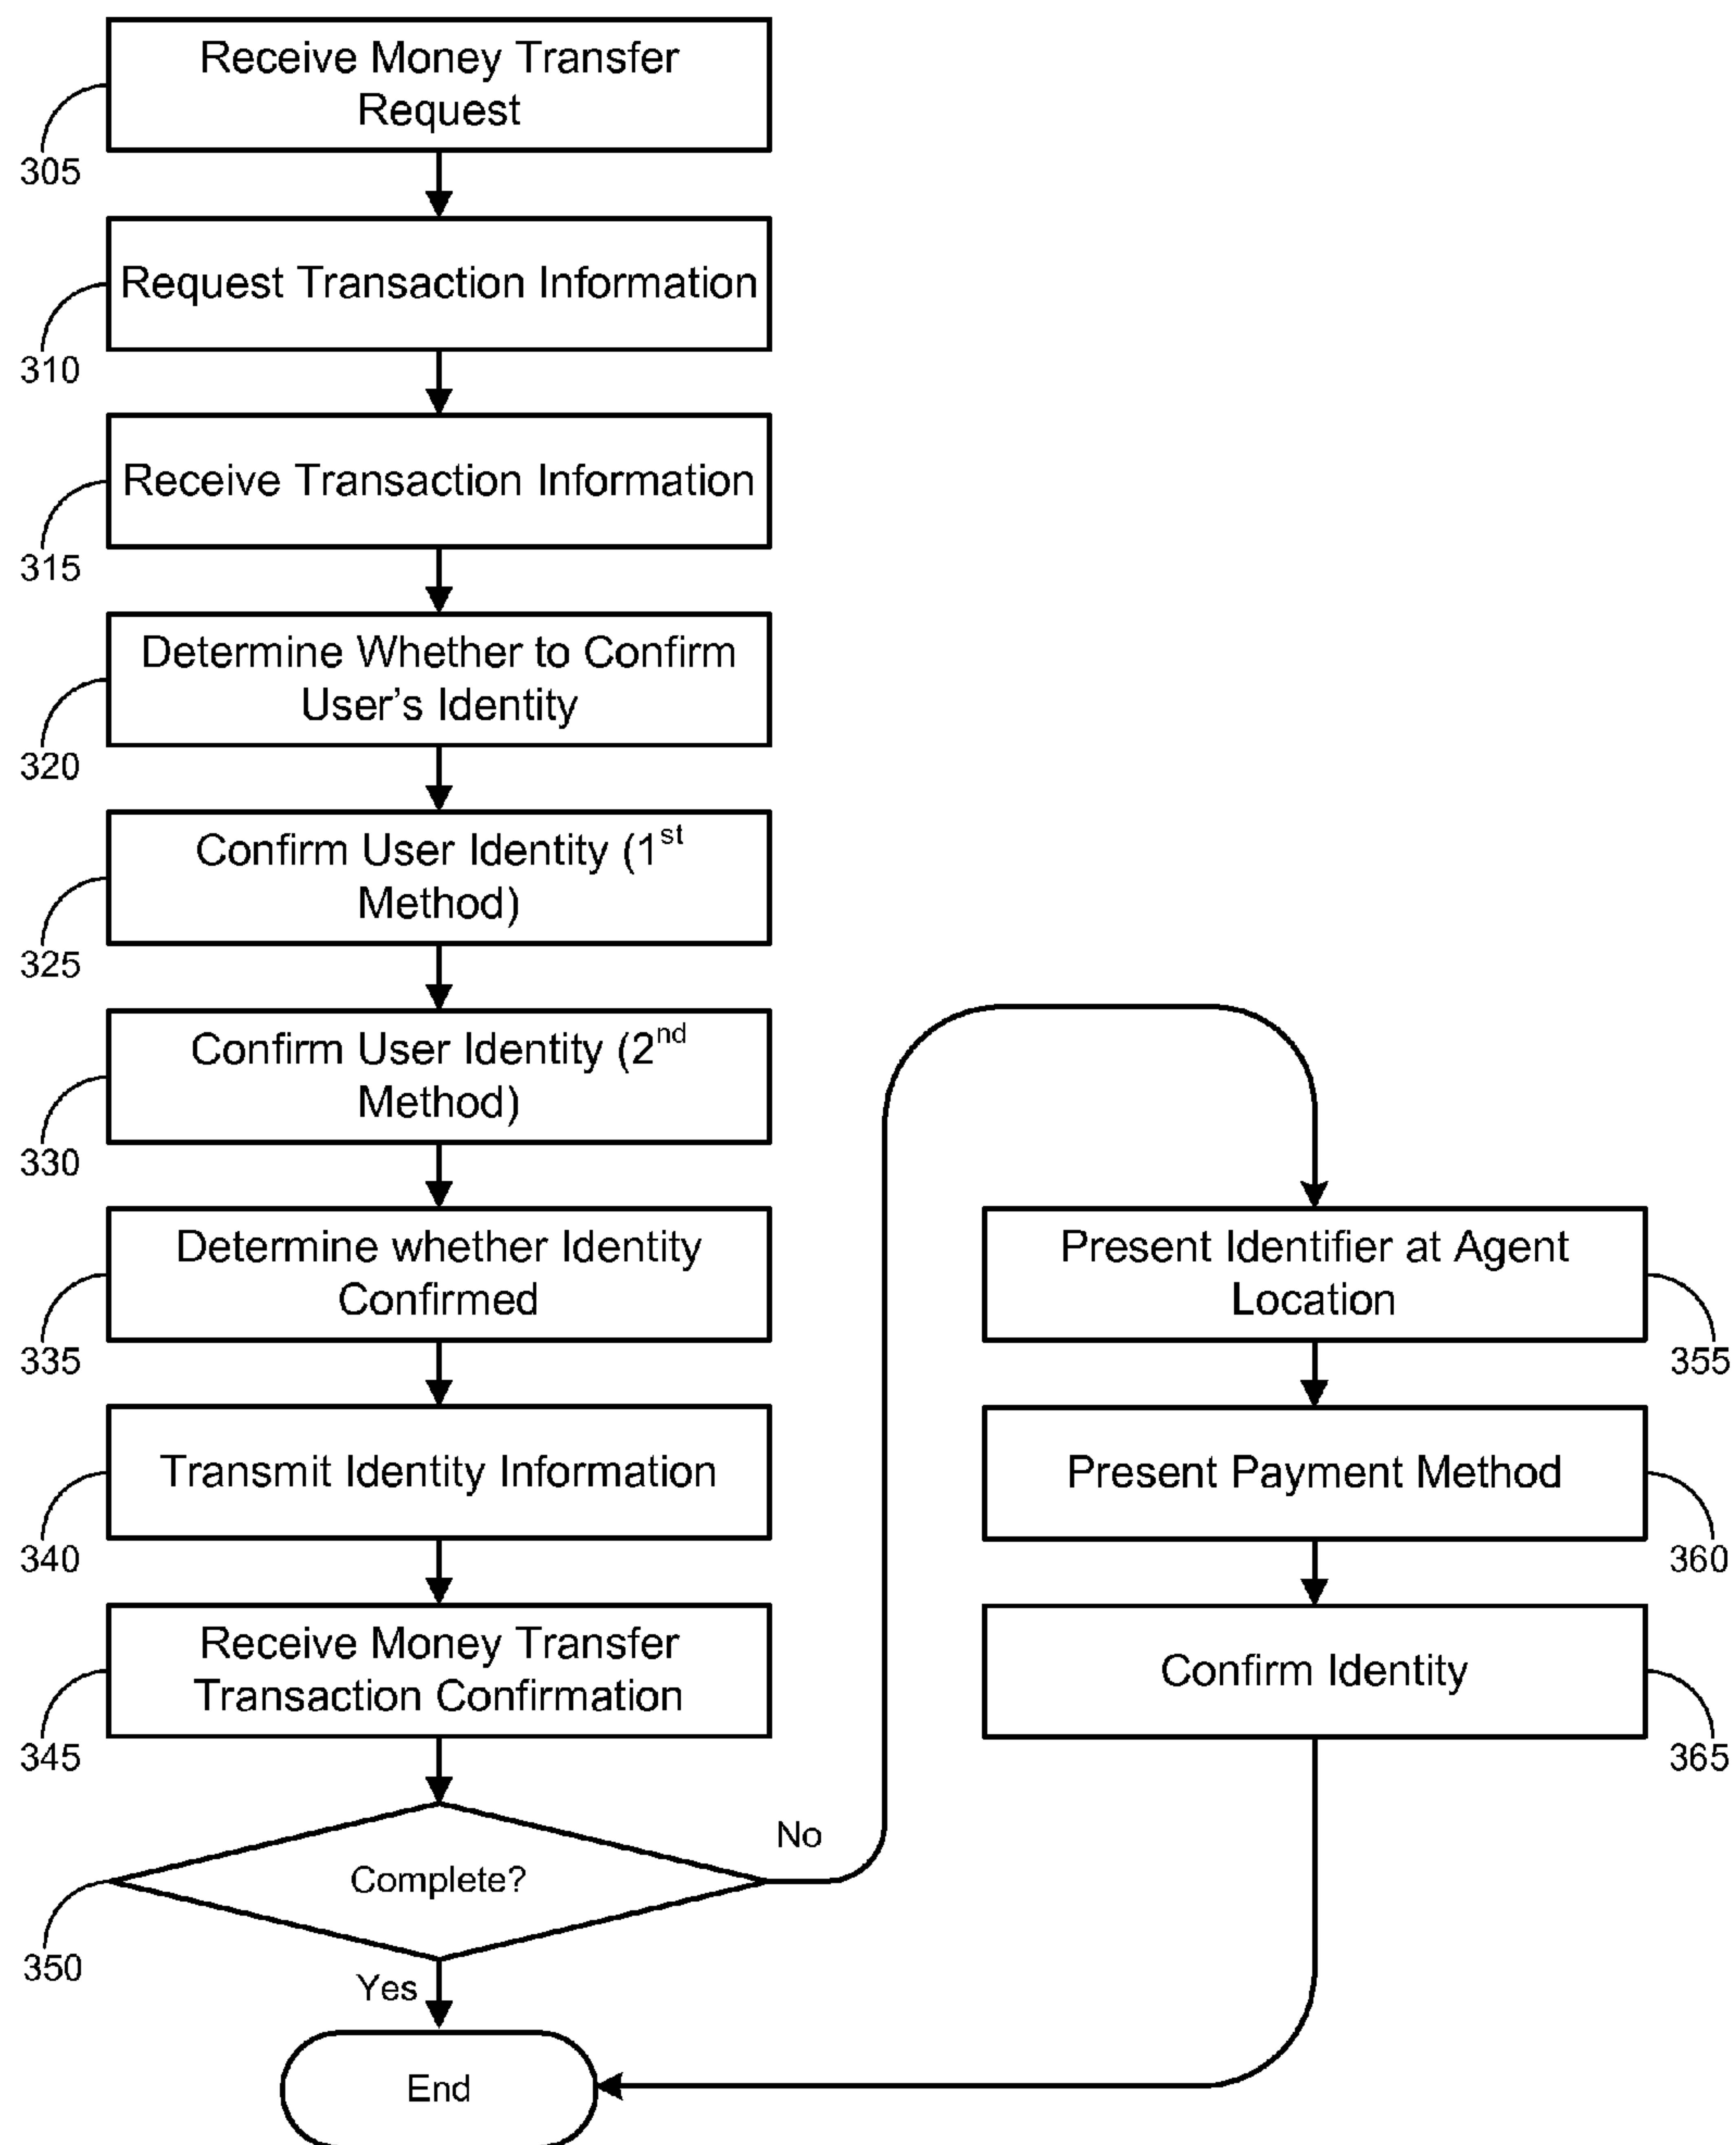 Receive Money Transfer
Request
305
Request Transaction Information
310
Receive Transaction Information
315
Determine Whether to Confirm
User's Identity
320
Confirm User Identity (1st
Method)
325
Confirm User Identity (2nd
Method)
330
Determine whether Identity
Confirmed
335
Transmit Identity Information
340
Receive Money Transfer
Transaction Confirmation
345
Complete?
350
No
Yes
End
Present Identifier at Agent
Location
355
Present Payment Method
360
Confirm Identity
365